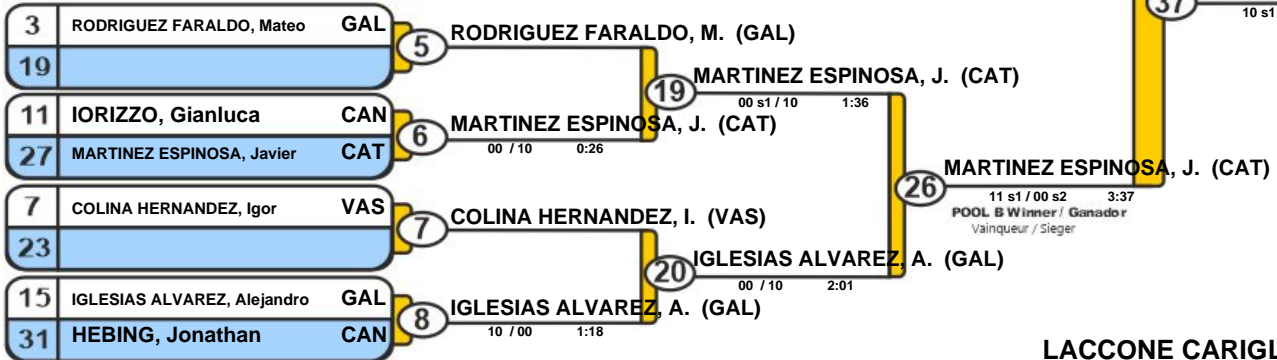 3 RODRIGUEZ FARALDO, Mateo GAL
19
5
RODRIGUEZ FARALDO, M. (GAL)
11 IORIZZO, Gianluca CAN
27 MARTINEZ ESPINOSA, Javier CAT
6
MARTINEZ ESPINOSA, J. (CAT)
00 / 10 0:26
19
MARTINEZ ESPINOSA, J. (CAT)
00 s1 / 10 1:36
7 COLINA HERNANDEZ, Igor VAS
23
7
COLINA HERNANDEZ, I. (VAS)
15 IGLESIAS ALVAREZ, Alejandro GAL
31 HEBING, Jonathan CAN
8
IGLESIAS ALVAREZ, A. (GAL)
10 / 00 1:18
20
IGLESIAS ALVAREZ, A. (GAL)
00 / 10 2:01
26
MARTINEZ ESPINOSA, J. (CAT)
11 s1 / 00 s2 3:37
POOL B Winner / Ganador
Vainqueur / Sieger
37
10 s1
LACCONE CARIGL